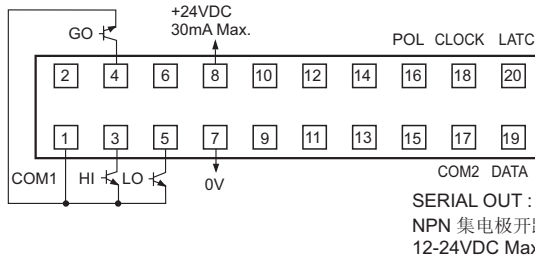 +24VDC
30mA Max.
GO
POL CLOCK LATC
2 4 6 8 10 12 14 16 18 20
1 3 5 7 9 11 13 15 17 19
COM1 HI LO 0V COM2 DATA
SERIAL OUT :
NPN 集电极开路
12-24VDC Max